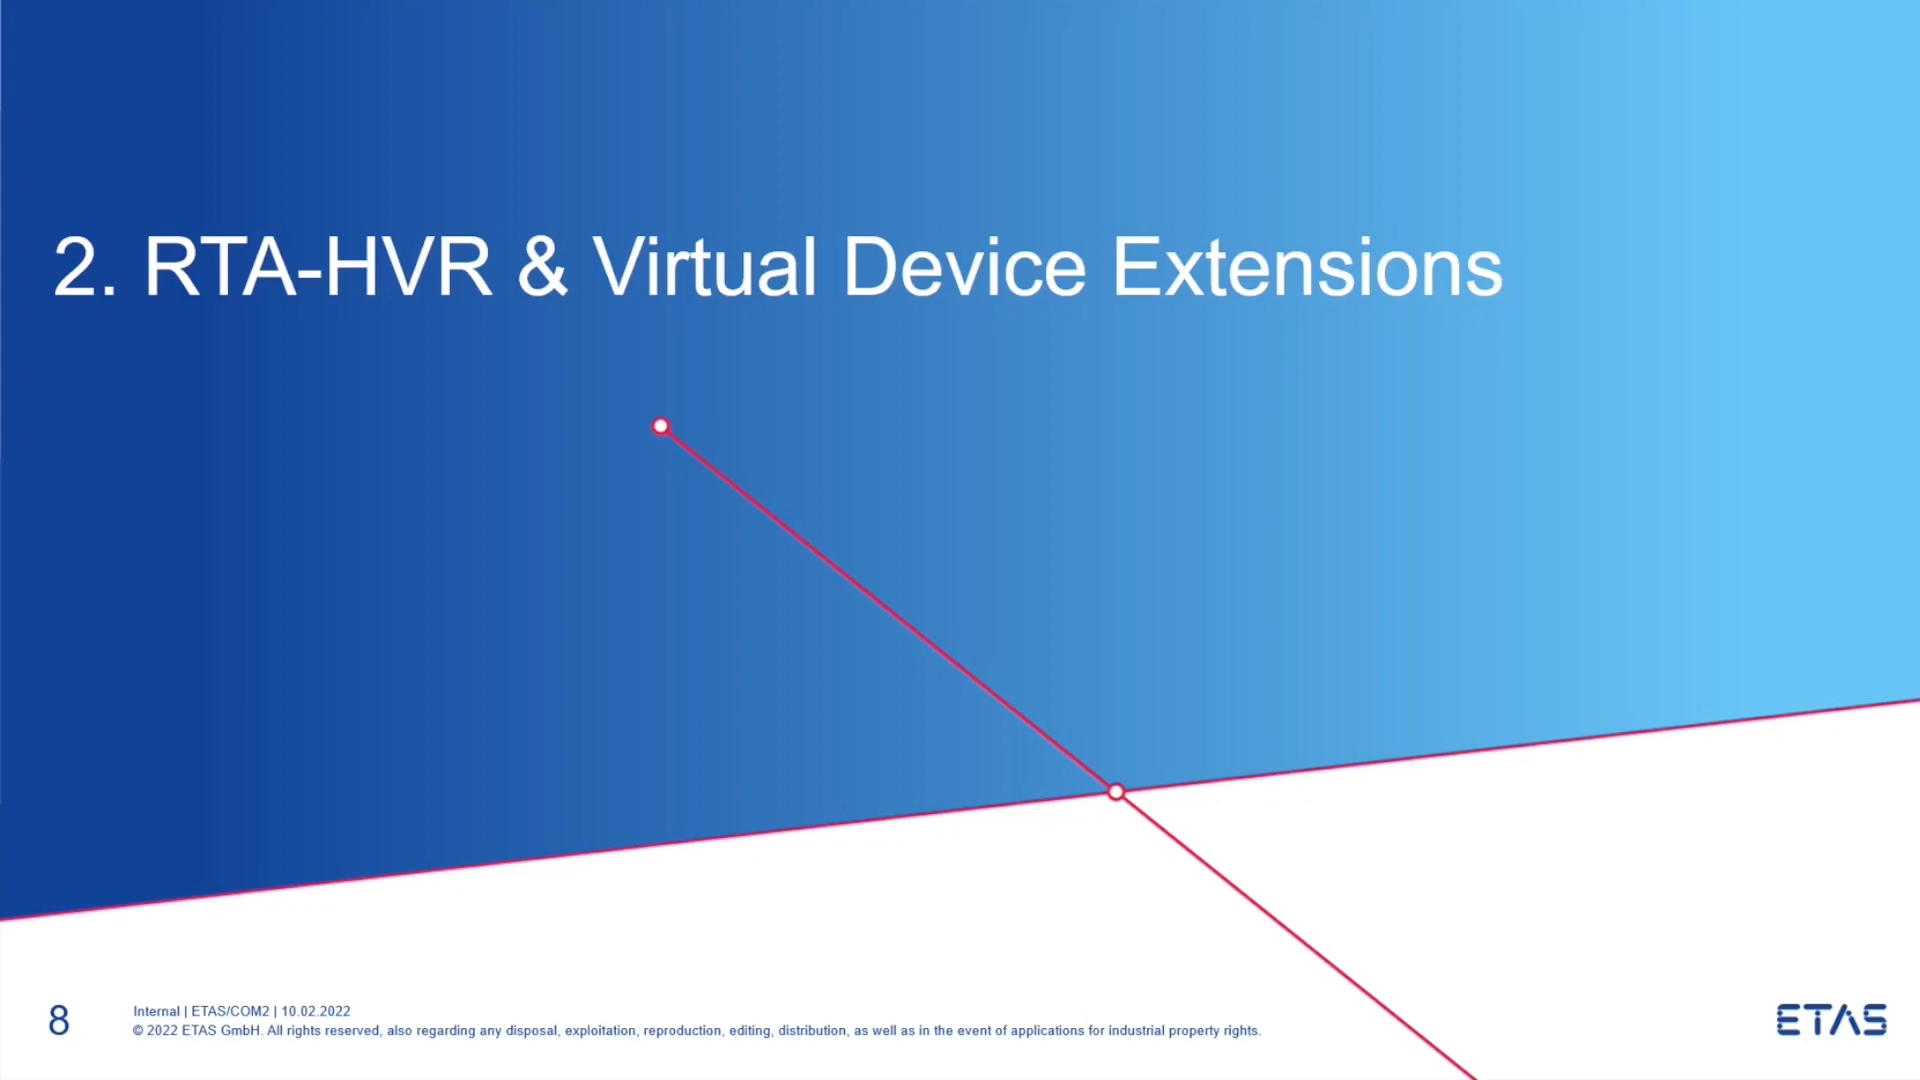 2. RTA-HVR & Virtual Device Extensions
8
Internal | ETAS/COM2 | 10.02.2022
© 2022 ETAS GmbH. All rights reserved, also regarding any disposal, exploitation, reproduction, editing, distribution, as well as in the event of applications for industrial property rights.
ETAS